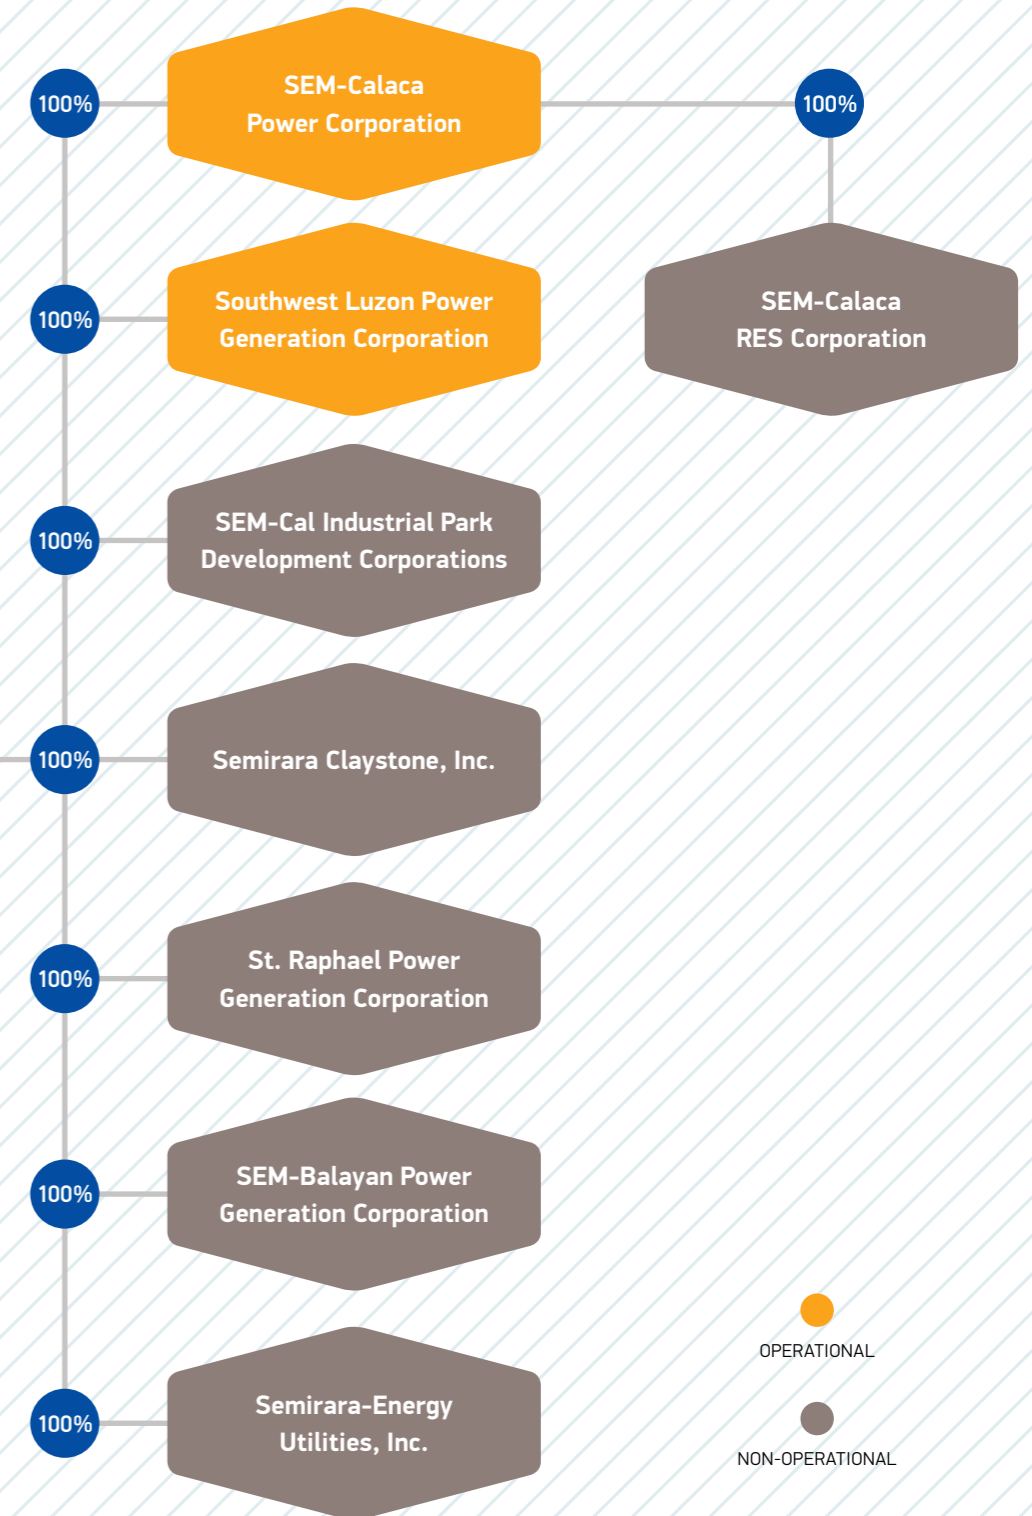 100%
SEM-Calaca
Power Corporation
100%
100%
Southwest Luzon Power
Generation Corporation
SEM-Calaca
RES Corporation
100%
SEM-Cal Industrial Park
Development Corporations
100%
Semirara Claystone, Inc.
100%
St. Raphael Power
Generation Corporation
100%
SEM-Balayan Power
Generation Corporation
100%
Semirara-Energy
Utilities, Inc.
OPERATIONAL
NON-OPERATIONAL